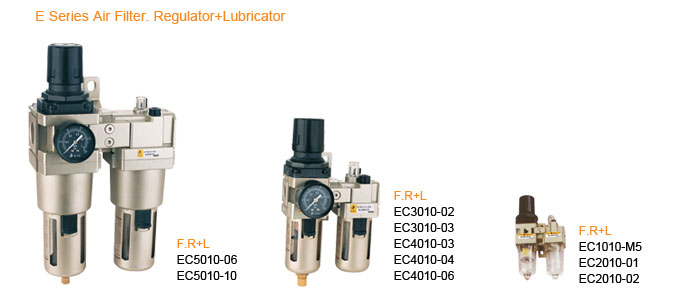 E Series Air Filter. Regulator+Lubricator
F.R+L
EC5010-06
EC5010-10
F.R+L
EC3010-02
EC3010-03
EC4010-03
EC4010-04
EC4010-06
F.R+L
EC1010-M5
EC2010-01
EC2010-02